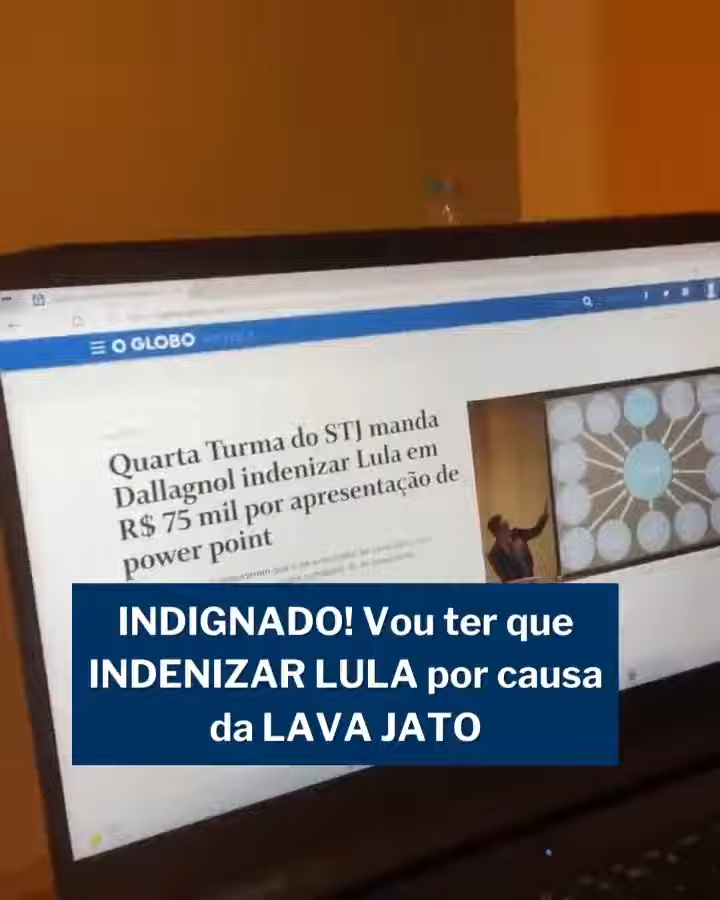 O GLOBO
Quarta Turma do STJ manda
Dallagnol indenizar Lula em
R$ 75 mil por apresentação de
power point
INDIGNADO! Vou ter que
INDENIZAR LULA por causa
da LAVA JATO